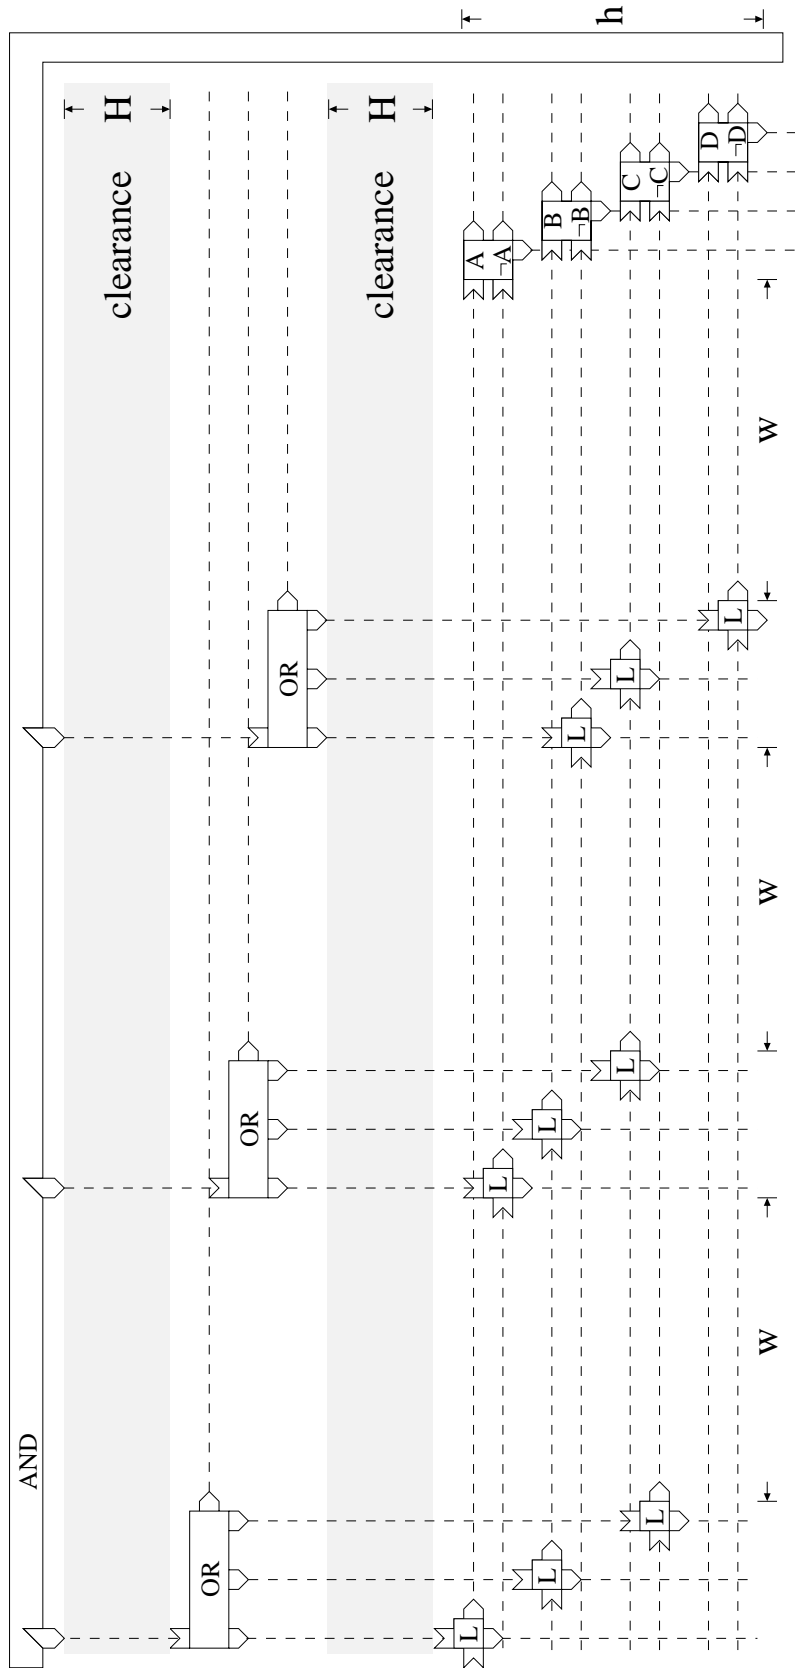 AND
clearance H
OR
OR
OR
clearance H
L A
L ¬A
L L B
L ¬B
h
L L C
L ¬C
D
L ¬D
w w w